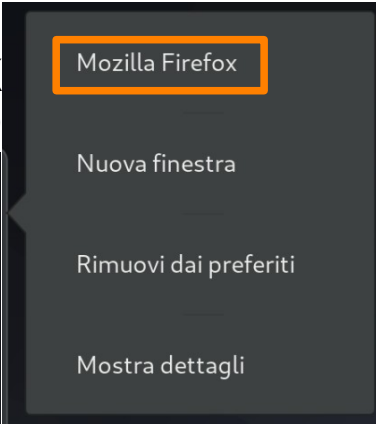 Mozilla Firefox
Nuova finestra
Rimuovi dai preferiti
Mostra dettagli